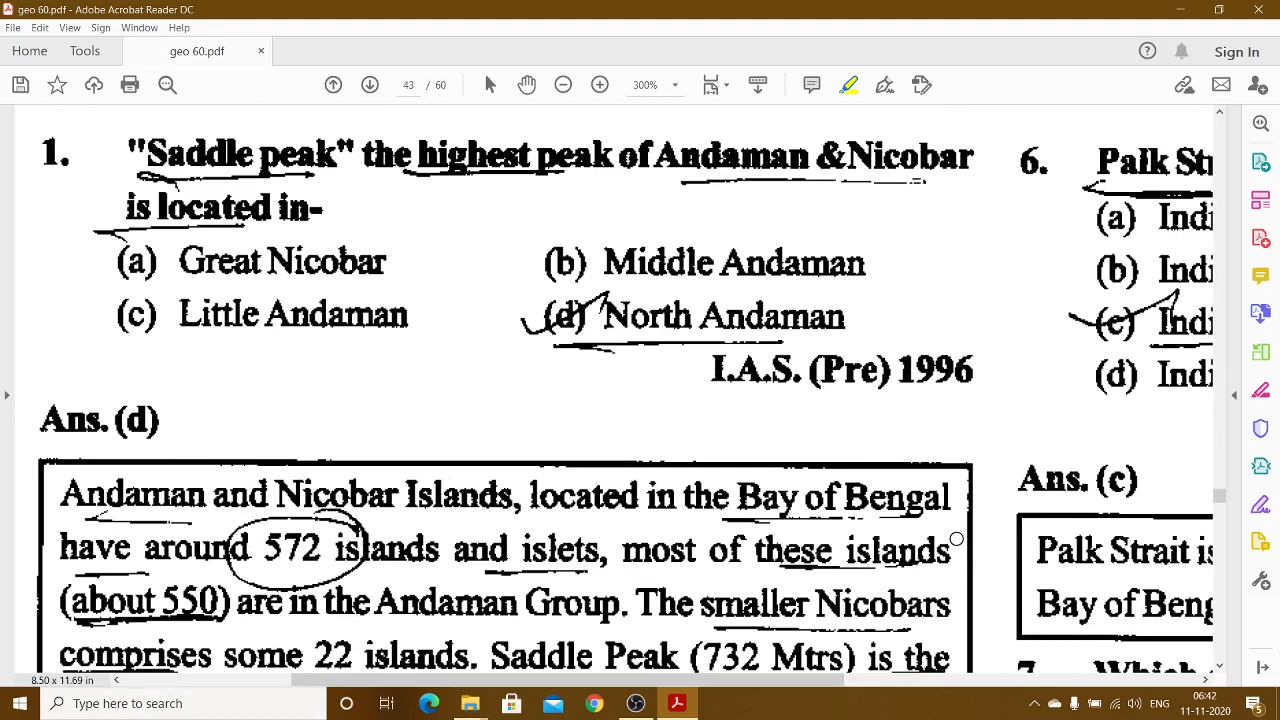 geo 60.pdf - Adobe Acrobat Reader DC
File Edit View Sign Window Help
Home Tools geo 60.pdf × Sign In
43 / 60 300%
1. "Saddle peak" the highest peak of Andaman & Nicobar
is located in-
(a) Great Nicobar (b) Middle Andaman
(c) Little Andaman (d) North Andaman
I.A.S. (Pre) 1996
Ans. (d)
Andaman and Nicobar Islands, located in the Bay of Bengal
have around 572 islands and islets, most of these islands
(about 550) are in the Andaman Group. The smaller Nicobars
comprises some 22 islands. Saddle Peak (732 Mtrs) is the
6. Palk St
(a) Indi
(b) Indi
(c) Indi
(d) Indi
Ans. (c)
Palk Strait is
Bay of Beng
7. Which
8.50 x 11.69 in
Type here to search
ENG
06:42
11-11-2020
5